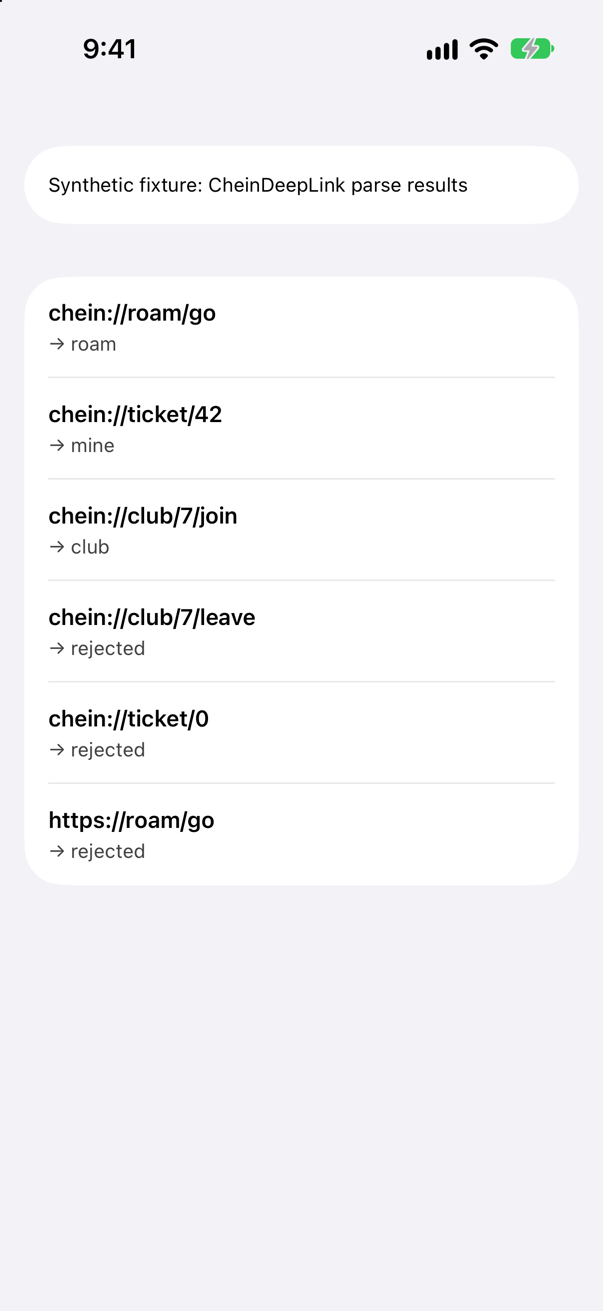 9:41
Synthetic fixture: CheinDeepLink parse results
chein://roam/go
→ roam
chein://ticket/42
→ mine
chein://club/7/join
→ club
chein://club/7/leave
→ rejected
chein://ticket/0
→ rejected
https://roam/go
→ rejected